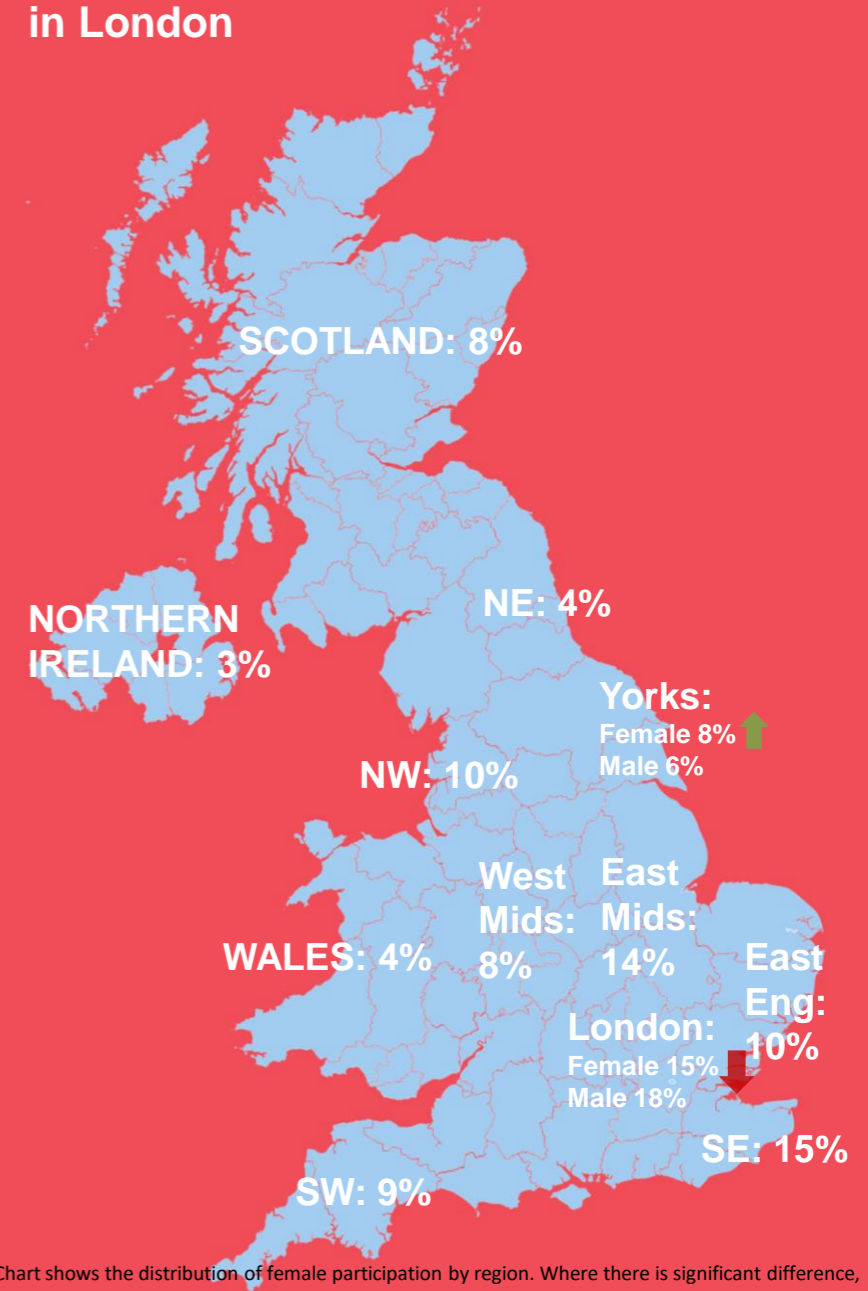 in London
SCOTLAND: 8%
NE: 4%
NORTHERN
IRELAND: 3%
Yorks:
Female 8%
Male 6%
NW: 10%
West
Mids:
8%
East
Mids:
14%
WALES: 4%
East
Eng:
10%
London:
Female 15%
Male 18%
SE: 15%
SW: 9%
Chart shows the distribution of female participation by region. Where there is significant difference,